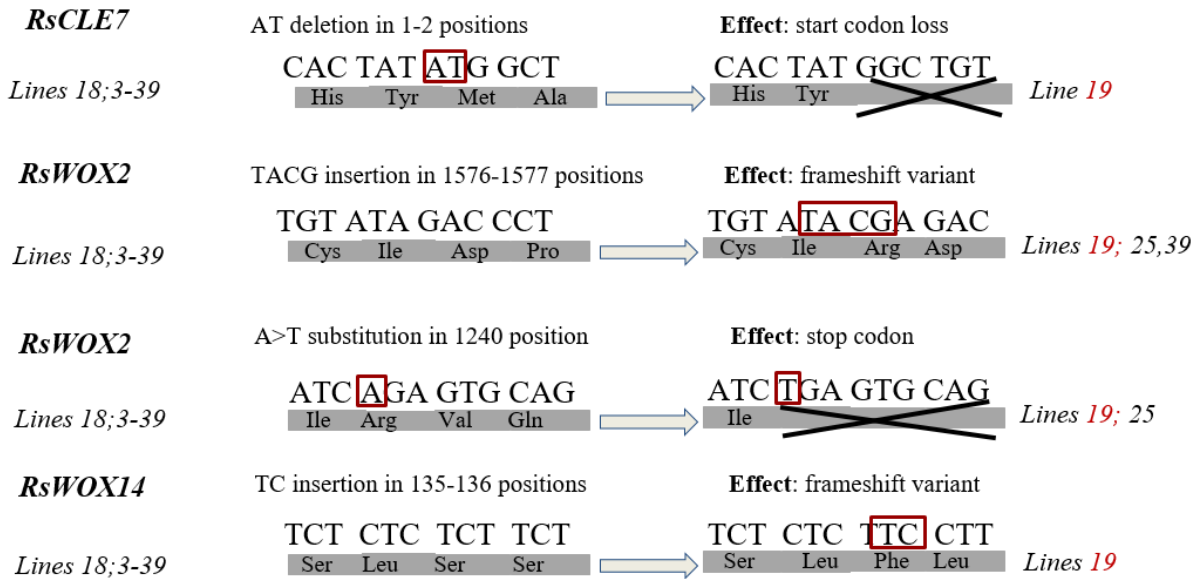 RsCLE7
AT deletion in 1-2 positions
Effect: start codon loss
CAC TAT ATG GCT
CAC TAT GGC TGT
Lines 18;3-39
His Tyr Met Ala
His Tyr
Line 19
RsWOX2
TACG insertion in 1576-1577 positions
Effect: frameshift variant
TGT ATA GAC CCT
TGT ATA CGA GAC
Lines 18;3-39
Cys Ile Asp Pro
Cys Ile Arg Asp
Lines 19; 25,39
RsWOX2
A>T substitution in 1240 position
Effect: stop codon
ATC AGA GTG CAG
ATC TGA GTG CAG
Lines 18;3-39
Ile Arg Val Gln
Ile
Lines 19; 25
RsWOX14
TC insertion in 135-136 positions
Effect: frameshift variant
TCT CTC TCT TCT
TCT CTC TTC CTT
Lines 18;3-39
Ser Leu Ser Ser
Ser Leu Phe Leu
Lines 19